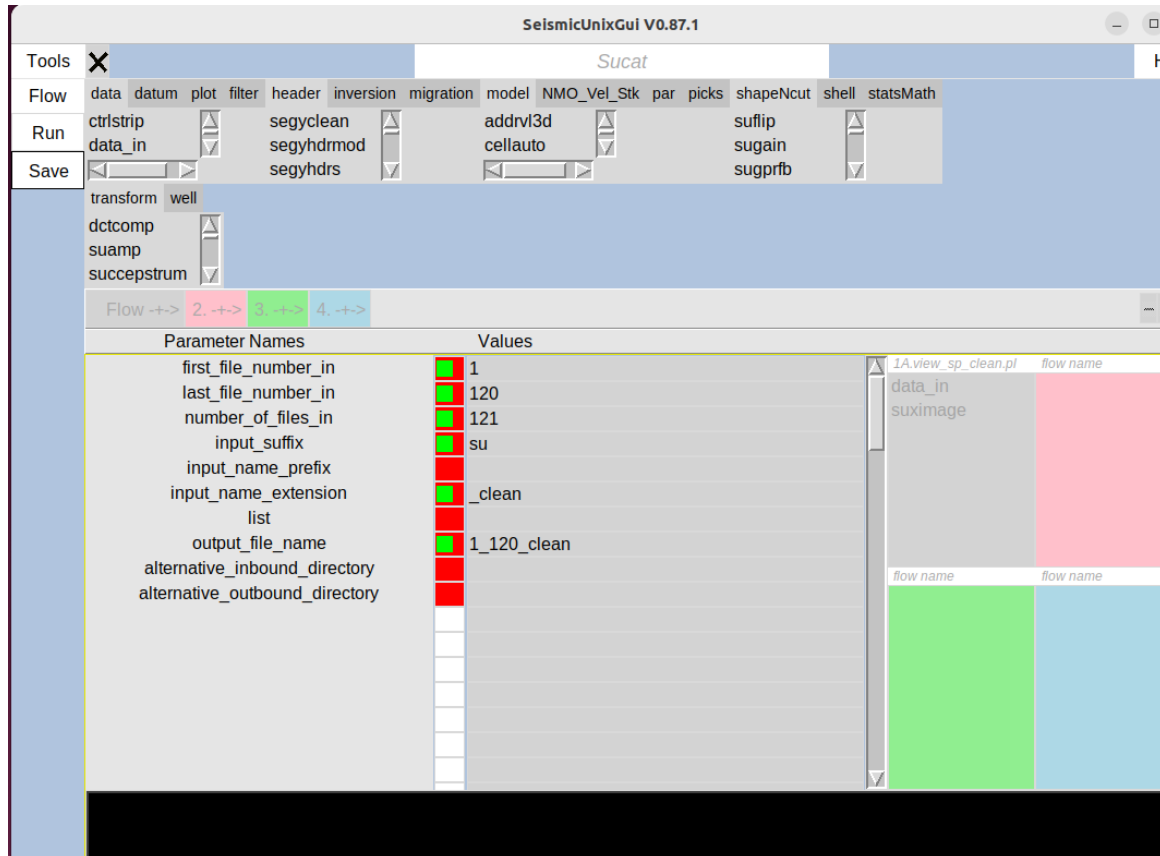 SeismicUnixGui V0.87.1
Tools Sucat H
Flow data datum plot filter header inversion migration model NMO_Vel_Stk par picks shapeNcut shell statsMath
ctrlstrip segyclean addrvl3d suflip
Run data_in segyhdrmod cellauto sugain
Save segyhdrs sugprfb
transform well
dctcomp
suamp
succepstrum
Flow -+-> 2. -+-> 3. -+-> 4. -+->
Parameter Names Values
first_file_number_in 1 1A.view_sp_clean.pl flow name
last_file_number_in 120 data_in
number_of_files_in 121 suximage
input_suffix su
input_name_prefix
input_name_extension _clean
list
output_file_name 1_120_clean
alternative_inbound_directory flow name flow name
alternative_outbound_directory